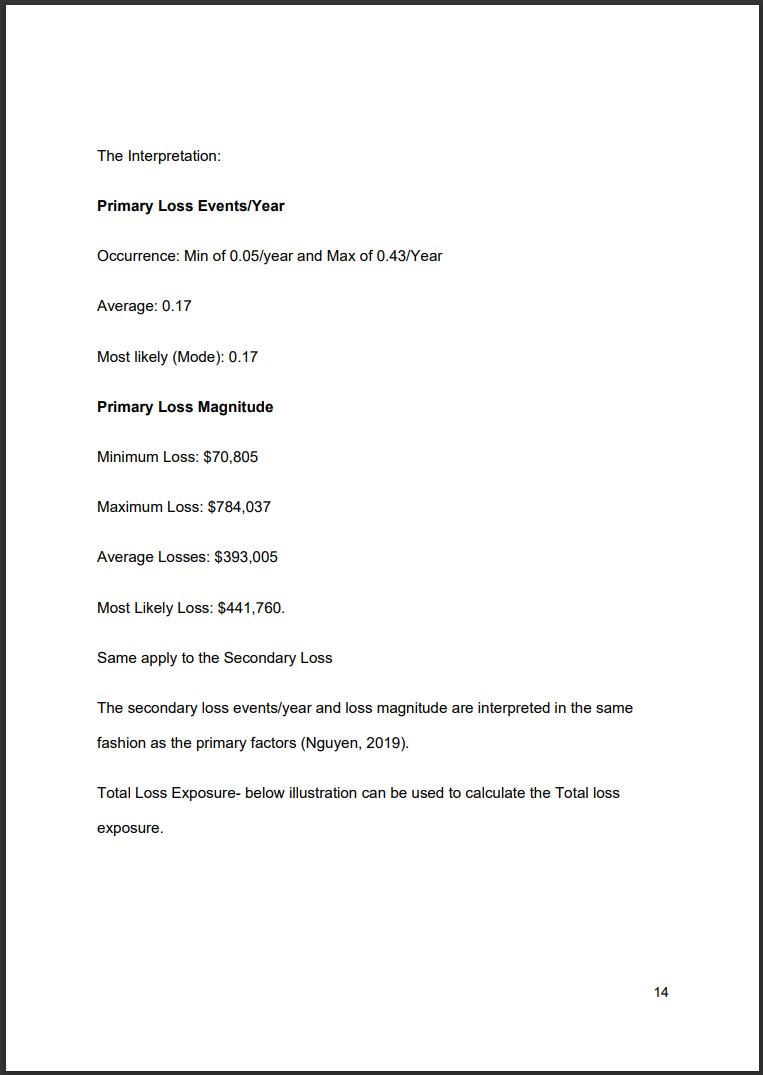 The Interpretation:
Primary Loss Events/Year
Occurrence: Min of 0.05/year and Max of 0.43/Year
Average: 0.17
Most likely (Mode): 0.17
Primary Loss Magnitude
Minimum Loss: $70,805
Maximum Loss: $784,037
Average Losses: $393,005
Most Likely Loss: $441,760.
Same apply to the Secondary Loss
The secondary loss events/year and loss magnitude are interpreted in the same
fashion as the primary factors (Nguyen, 2019).
Total Loss Exposure- below illustration can be used to calculate the Total loss
exposure.
14